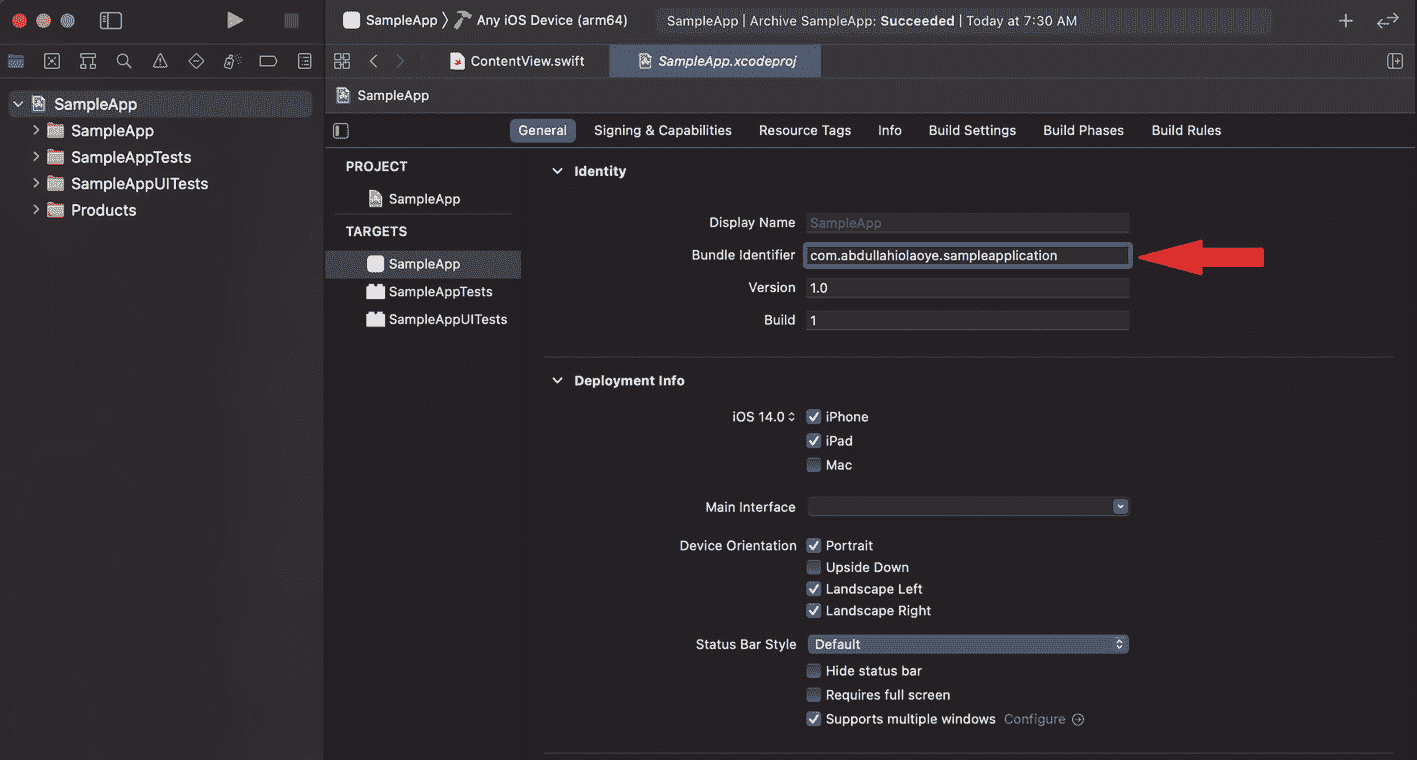 SampleApp 〉 Any iOS Device (arm64)
SampleApp | Archive SampleApp: Succeeded | Today at 7:30 AM
ContentView.swift
SampleApp.xcodeproj
SampleApp
SampleApp
SampleAppTests
SampleAppUITests
Products
SampleApp
General Signing & Capabilities Resource Tags Info Build Settings Build Phases Build Rules
PROJECT
SampleApp
TARGETS
SampleApp
SampleAppTests
SampleAppUITests
Identity
Display Name SampleApp
Bundle Identifier com.abdullahiolaoye.sampleapplication
Version 1.0
Build 1
Deployment Info
iOS 14.0 iPhone
iPad
Mac
Main Interface
Device Orientation Portrait
Upside Down
Landscape Left
Landscape Right
Status Bar Style Default
Hide status bar
Requires full screen
Supports multiple windows Configure